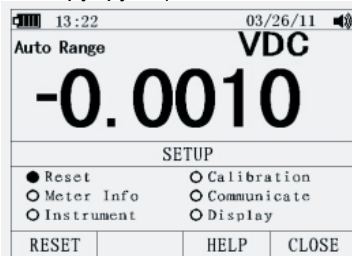 13:22 03/26/11
Auto Range VDC
-0.0010
SETUP
Reset Calibration
Meter Info Communicate
Instrument Display
RESET HELP CLOSE